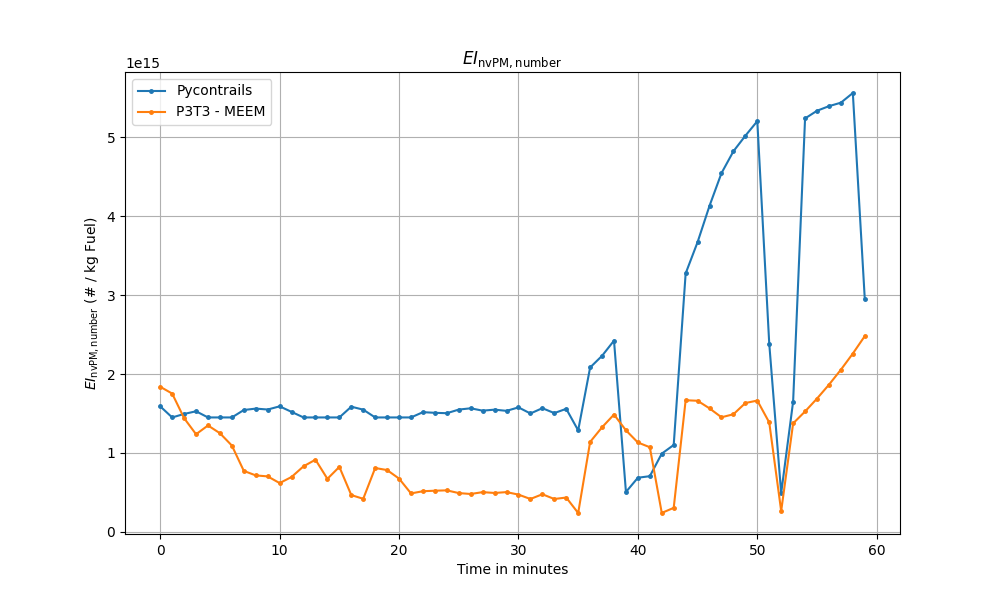 EI_nvPM, number
1e15
Pycontrails
P3T3 - MEEM
EI_nvPM, number (# / kg Fuel)
5
4
3
2
1
0
0 10 20 30 40 50 60
Time in minutes